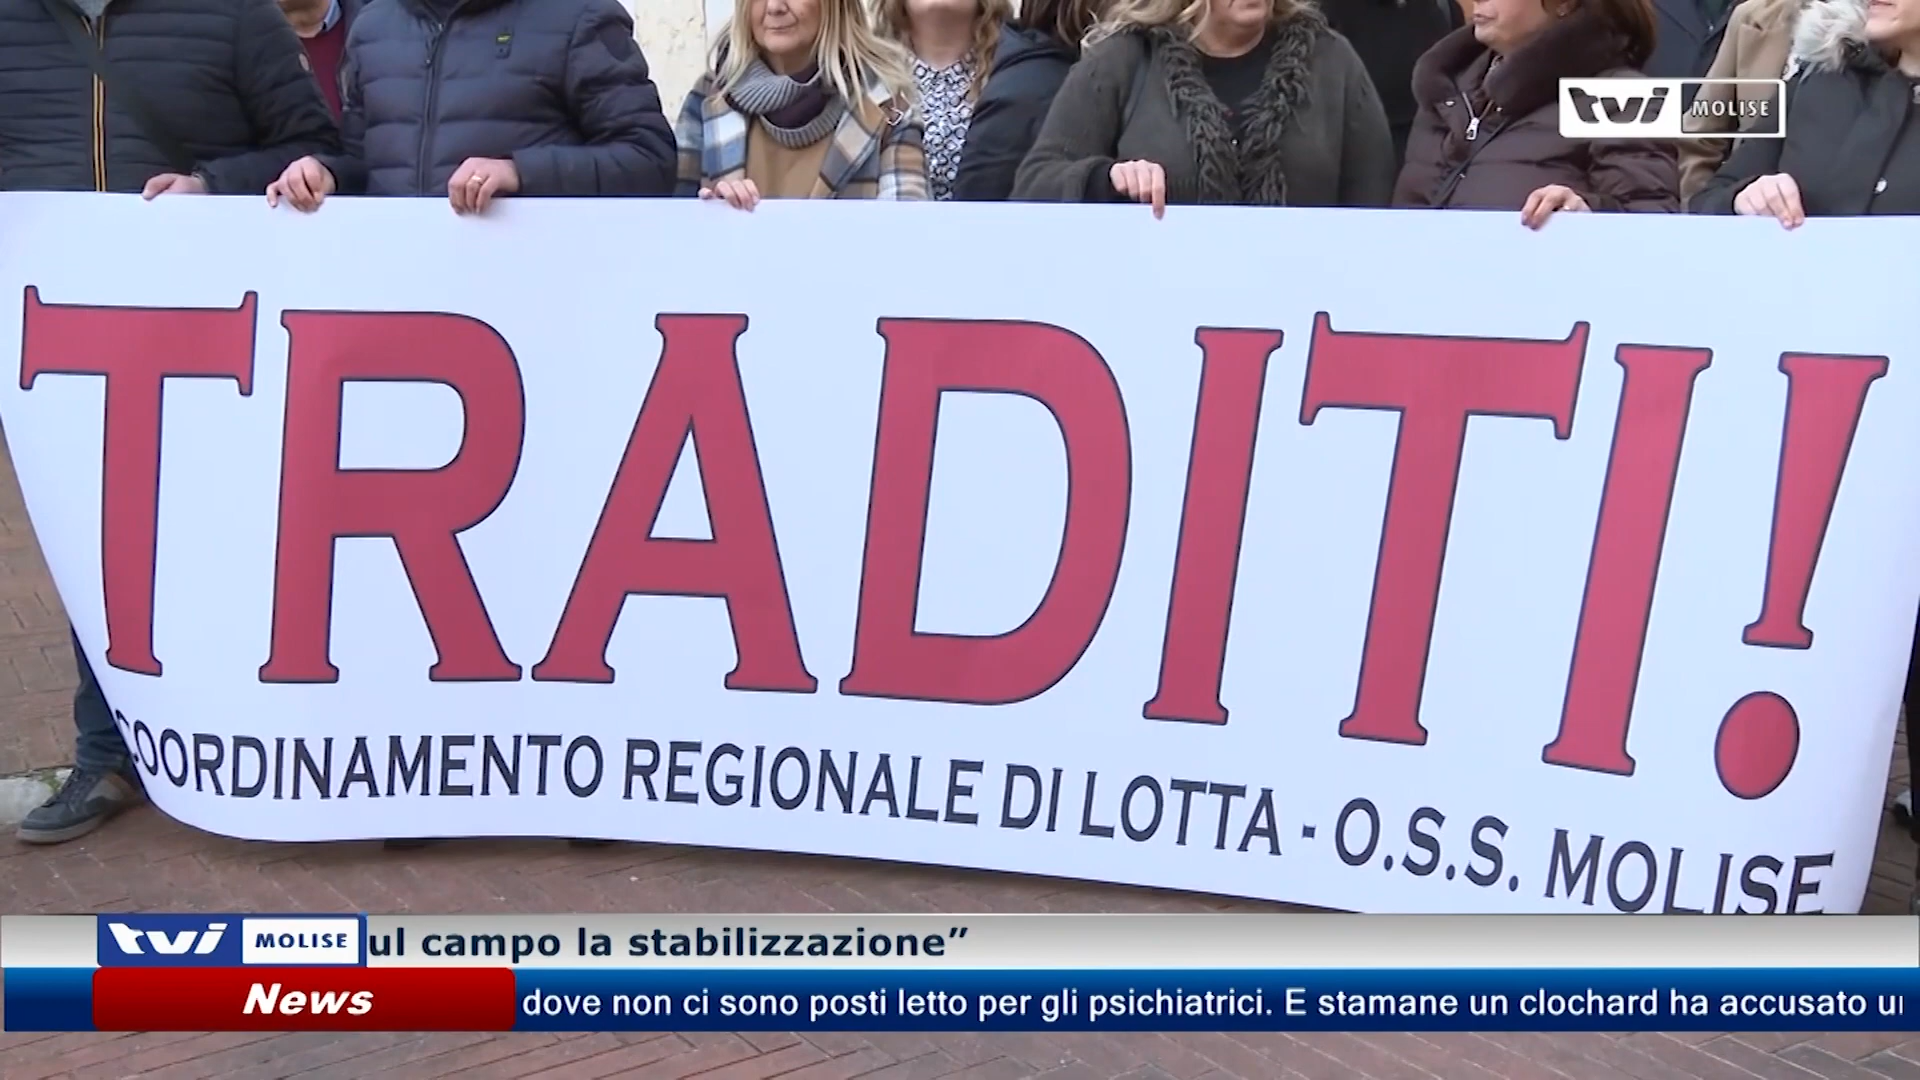 tvi MOLISE
TRADITI!
COORDINAMENTO REGIONALE DI LOTTA - O.S.S. MOLISE
tvi MOLISE ul campo la stabilizzazione”
News dove non ci sono posti letto per gli psichiatrici. E stamane un clochard ha accusato